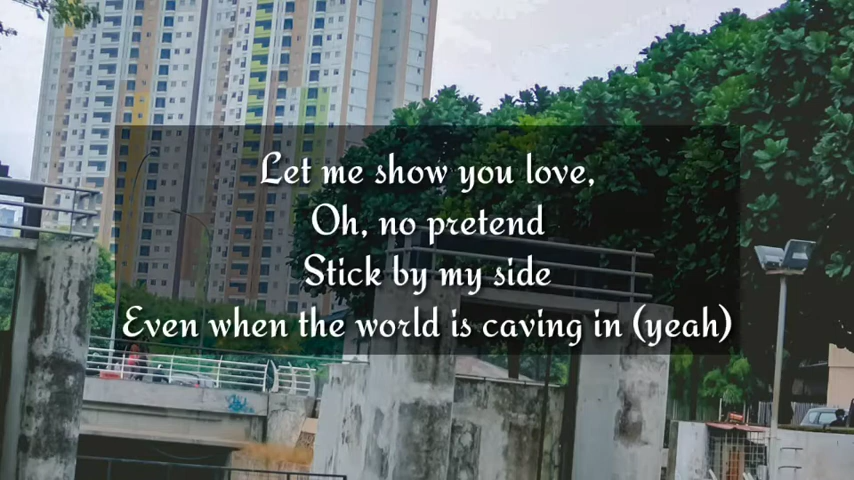 Let me show you love,
Oh, no pretend
Stick by my side
Even when the world is caving in (yeah)